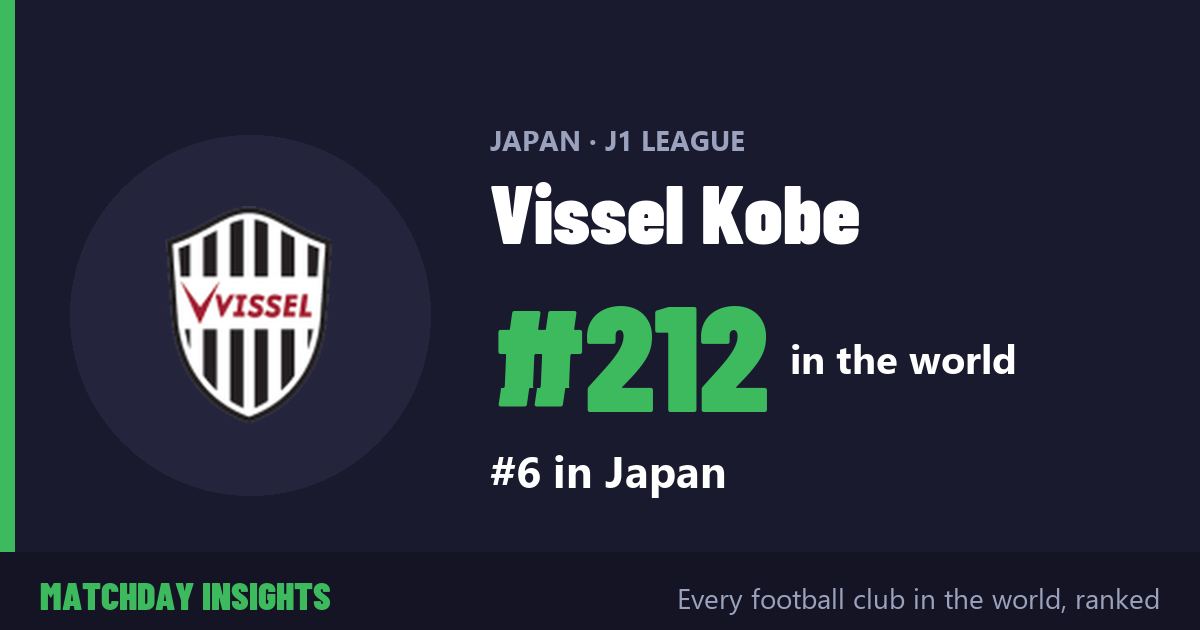 JAPAN · J1 LEAGUE
Vissel Kobe
VISSEL
#212 in the world
#6 in Japan
MATCHDAY INSIGHTS
Every football club in the world, ranked